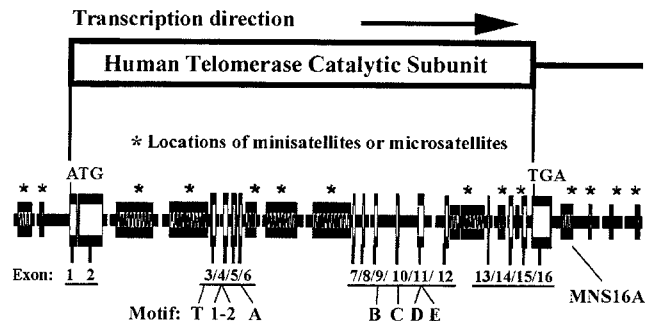 Transcription direction
Human Telomerase Catalytic Subunit
* Locations of minisatellites or microsatellites
ATG TGA
* * * * * * * * * * * * * *
Exon: 1 2 3/4/5/6 7/8/9/ 10/11/ 12 13/14/15/16
MNS16A
Motif: T 1-2 A B C D E